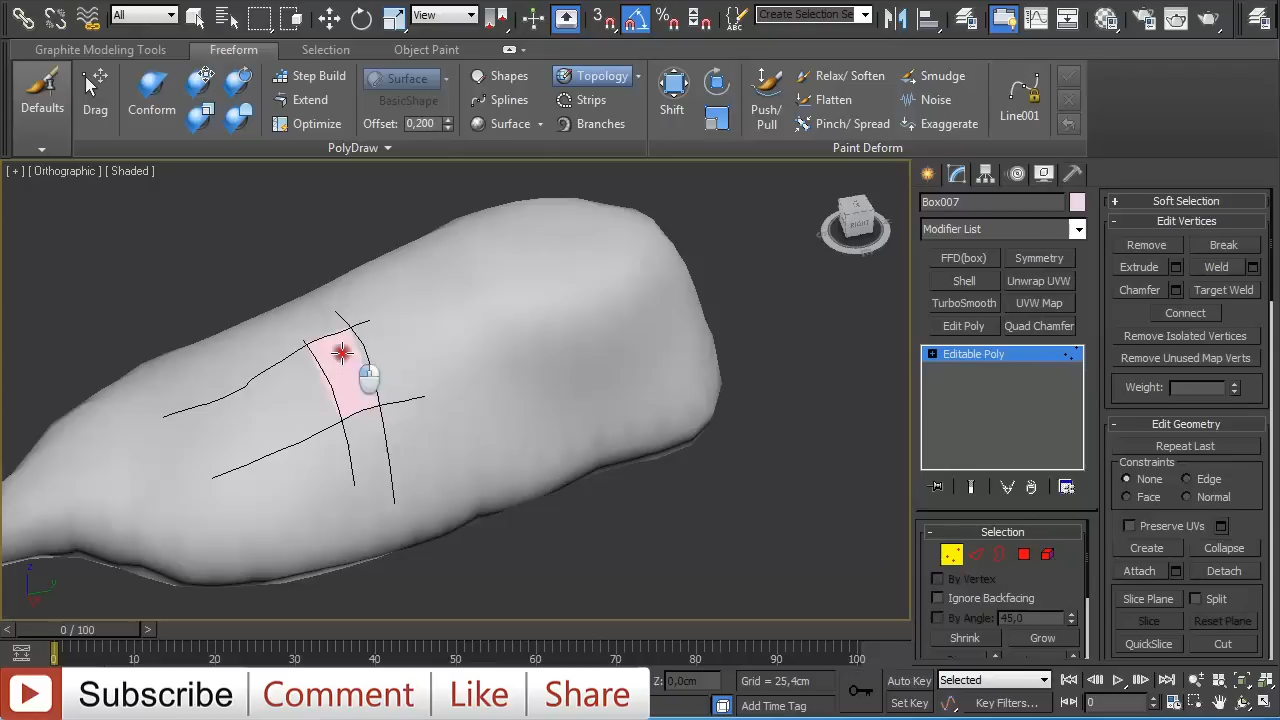 All
View
3
%
ABC
Create Selection Se
Graphite Modeling Tools
Freeform
Selection
Object Paint
Defaults
Drag
Conform
Step Build
Extend
Optimize
Surface
BasicShape
Offset: 0,200
Shapes
Splines
Surface
Topology
Strips
Branches
Shift
Push/
Pull
Relax/ Soften
Flatten
Pinch/ Spread
Smudge
Noise
Exaggerate
Line001
PolyDraw
Paint Deform
[ + ] [ Orthographic ] [ Shaded ]
RIGHT
Box007
Modifier List
FFD(box)
Symmetry
Shell
Unwrap UVW
TurboSmooth
UVW Map
Edit Poly
Quad Chamfer
Editable Poly
Selection
By Vertex
Ignore Backfacing
By Angle: 45,0
Shrink
Grow
+ Soft Selection
- Edit Vertices
Remove
Break
Extrude
Weld
Chamfer
Target Weld
Connect
Remove Isolated Vertices
Remove Unused Map Verts
Weight:
- Edit Geometry
Repeat Last
Constraints
None
Edge
Face
Normal
Preserve UVs
Create
Collapse
Attach
Detach
Slice Plane
Split
Slice
Reset Plane
QuickSlice
Cut
z
y
x
< 0 / 100 >
0 10 20 30 40 50 60 70 80 90 100
Subscribe
Comment
Like
Share
Z: 0,0cm
Grid = 25,4cm
Add Time Tag
Auto Key
Selected
Set Key
Key Filters...
0